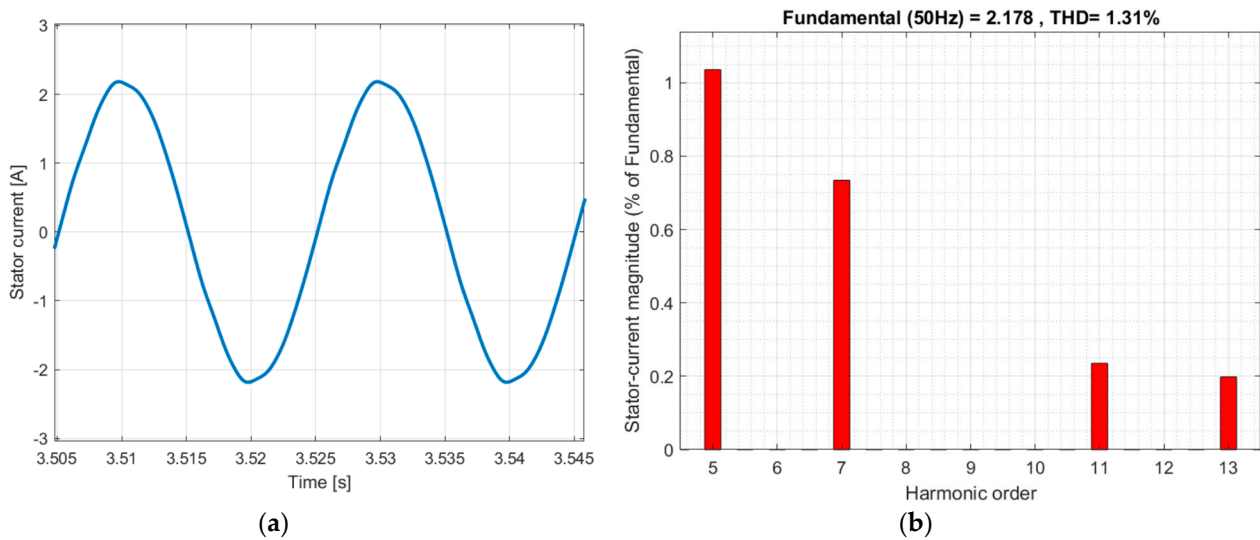 3
2
1
0
-1
-2
-3
Stator current [A]
3.505 3.51 3.515 3.52 3.525 3.53 3.535 3.54 3.545
Time [s]
(a)
Fundamental (50Hz) = 2.178 , THD= 1.31%
1
0.8
0.6
0.4
0.2
0
Stator-current magnitude (% of Fundamental)
5 6 7 8 9 10 11 12 13
Harmonic order
(b)